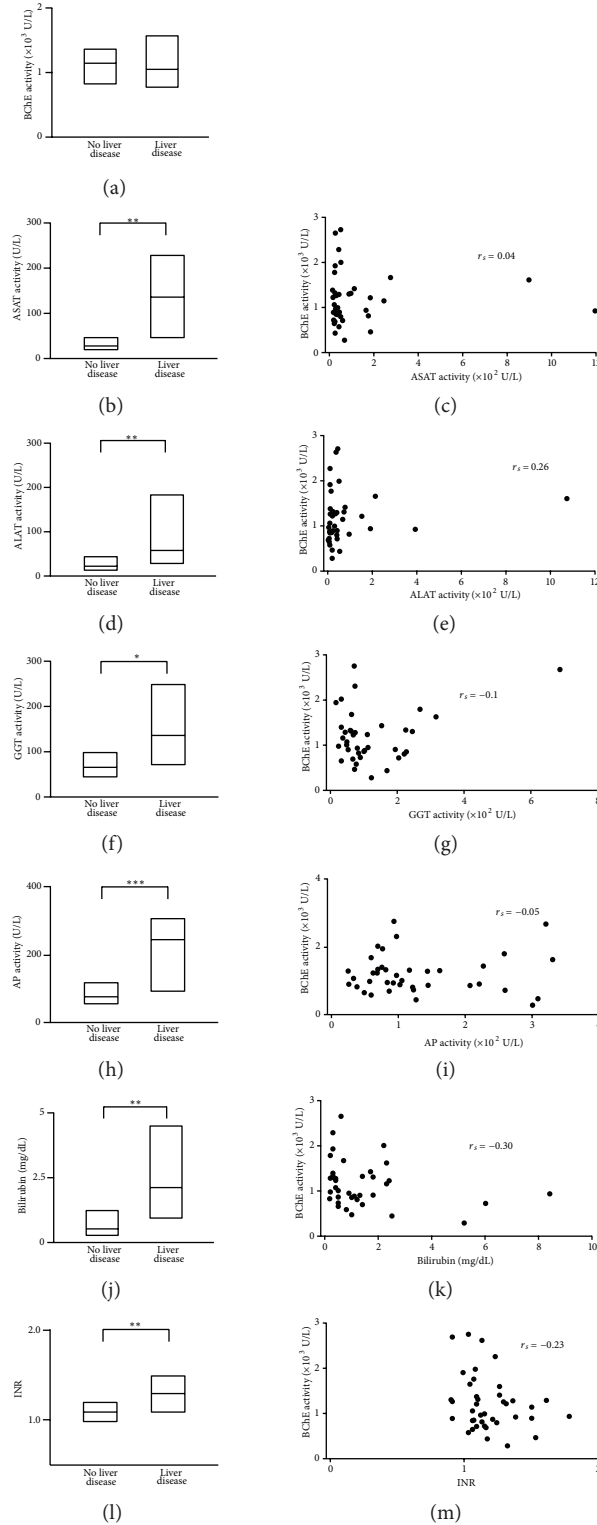 BChE activity (×10³ U/L)
2
1
0
No liver
disease
Liver
disease
(a)
ASAT activity (U/L)
300
200
100
0
**
No liver
disease
Liver
disease
(b)
BChE activity (×10³ U/L)
3
2
1
0
0
2
4
6
8
10
12
r_s = 0.04
ASAT activity (×10² U/L)
(c)
ALAT activity (U/L)
300
200
100
0
**
No liver
disease
Liver
disease
(d)
BChE activity (×10³ U/L)
3
2
1
0
0
2
4
6
8
10
12
r_s = 0.26
ALAT activity (×10² U/L)
(e)
GGT activity (U/L)
300
200
100
0
*
No liver
disease
Liver
disease
(f)
BChE activity (×10³ U/L)
3
2
1
0
0
2
4
6
8
r_s = −0.1
GGT activity (×10² U/L)
(g)
AP activity (U/L)
400
200
0
***
No liver
disease
Liver
disease
(h)
BChE activity (×10³ U/L)
4
2
0
0
1
2
3
4
r_s = −0.05
AP activity (×10² U/L)
(i)
Bilirubin (mg/dL)
5
2.5
0
**
No liver
disease
Liver
disease
(j)
BChE activity (×10³ U/L)
3
2
1
0
0
2
4
6
8
10
r_s = −0.30
Bilirubin (mg/dL)
(k)
INR
2.0
1.0
**
No liver
disease
Liver
disease
(l)
BChE activity (×10³ U/L)
3
2
1
0
0
1
2
r_s = −0.23
INR
(m)